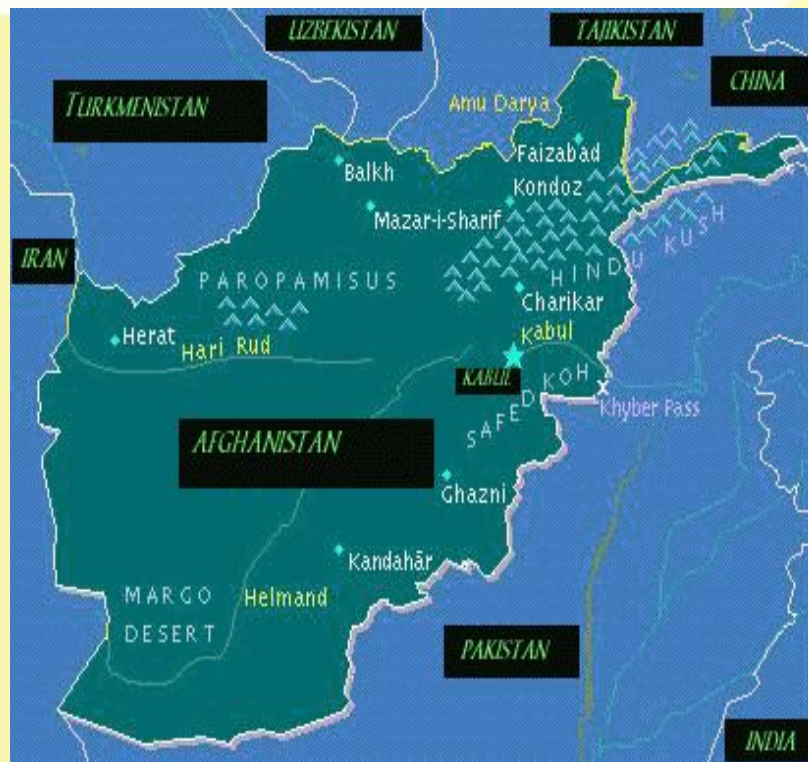 UZBEKISTAN
TAJIKISTAN
CHINA
TURKMENISTAN
Amu Darya
Faizabad
Balkh
Kondoz
Mazar-i-Sharif
IRAN
PAROPAMISUS
HINDU KUSH
Charikar
Herat
Hari Rud
Kabul
KABUL
SAFED KOH
Khyber Pass
AFGHANISTAN
Ghazni
Kandahār
MARGO
DESERT
Helmand
PAKISTAN
INDIA